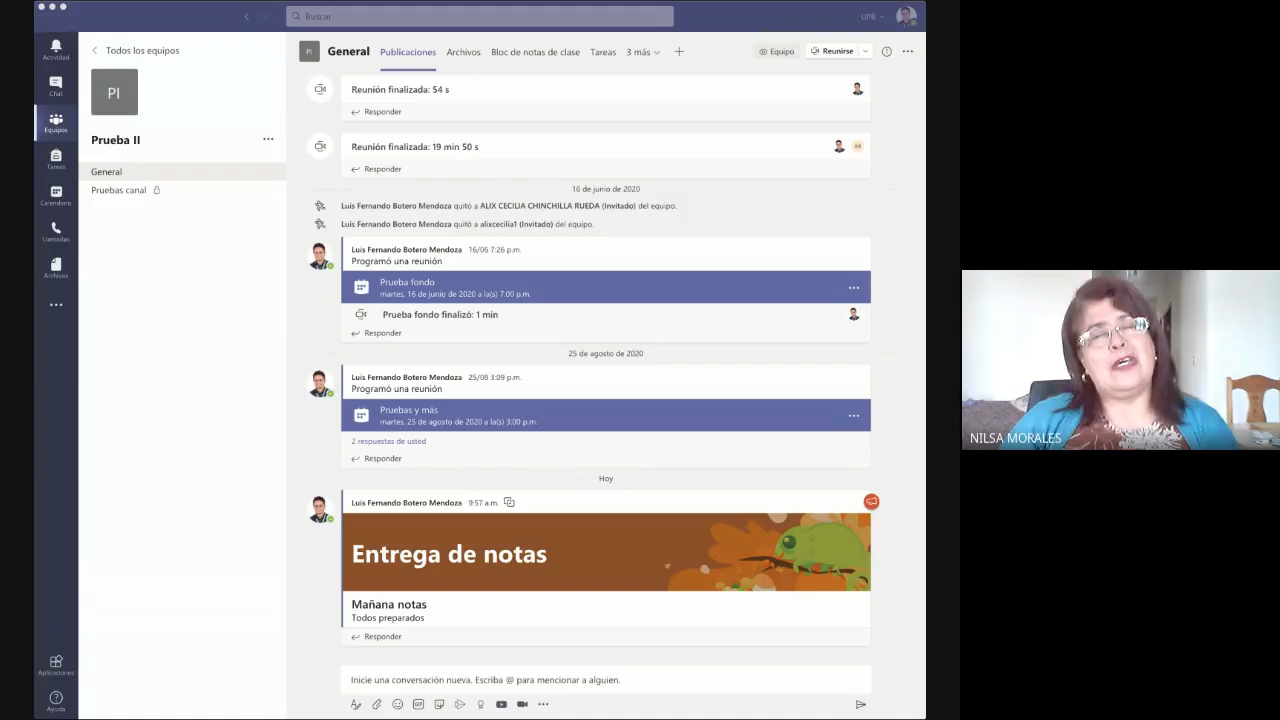 Buscar
UPB
Actividad
Chat
Equipos
Tareas
Calendario
Llamadas
Archivos
Aplicaciones
Ayuda
Todos los equipos
PI
Prueba II
General
Pruebas canal
PI
General
Publicaciones
Archivos
Bloc de notas de clase
Tareas
3 más
Equipo
Reunirse
Reunión finalizada: 54 s
Responder
Reunión finalizada: 19 min 50 s
AR
Responder
16 de junio de 2020
Luis Fernando Botero Mendoza quitó a ALIX CECILIA CHINCHILLA RUEDA (Invitado) del equipo.
Luis Fernando Botero Mendoza quitó a alixcecilia1 (Invitado) del equipo.
Luis Fernando Botero Mendoza 16/06 7:26 p.m.
Programó una reunión
Prueba fondo
martes, 16 de junio de 2020 a la(s) 7:00 p.m.
Prueba fondo finalizó: 1 min
Responder
25 de agosto de 2020
Luis Fernando Botero Mendoza 25/08 3:09 p.m.
Programó una reunión
Pruebas y más
martes, 25 de agosto de 2020 a la(s) 3:00 p.m.
2 respuestas de usted
Responder
Hoy
Luis Fernando Botero Mendoza 9:57 a.m.
Entrega de notas
Mañana notas
Todos preparados
Responder
Inicie una conversación nueva. Escriba @ para mencionar a alguien.
GIF
NILSA MORALES